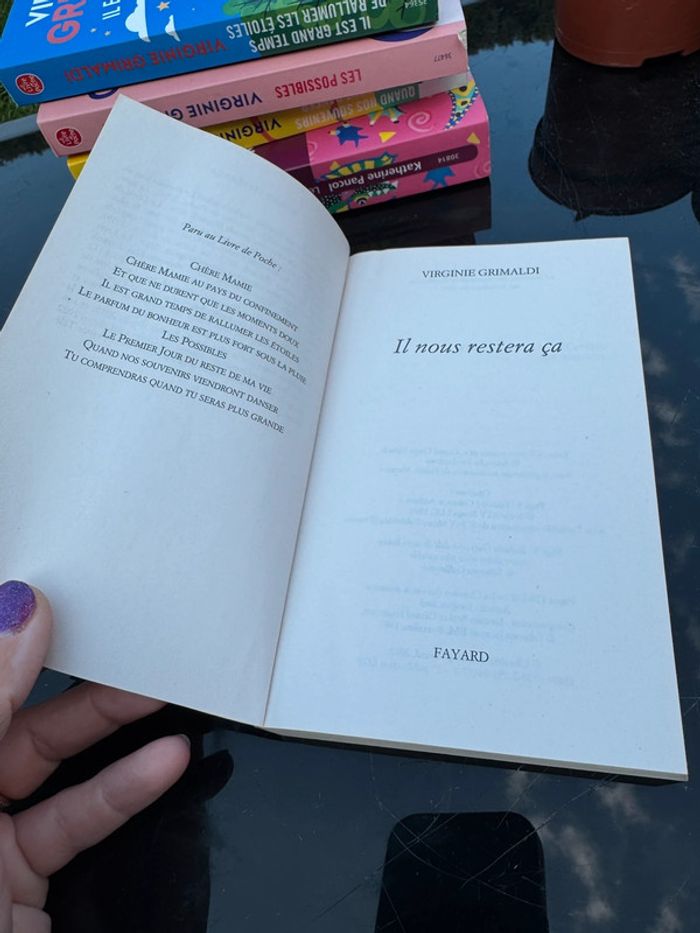 VIRGINIE GRIMALDI
IL EST GRAND TEMPS
DE RALLUMER LES ÉTOILES
LES POSSIBLES
VIRGINIE
36477
QUAND NOS SOUVENIRS
VIRGINIE
Katherine Pancol
30814
Paru au Livre de Poche :
CHÈRE MAMIE
CHÈRE MAMIE AU PAYS DU CONFINEMENT
ET QUE NE DURENT QUE LES MOMENTS DOUX
IL EST GRAND TEMPS DE RALLUMER LES ÉTOILES
LE PARFUM DU BONHEUR EST PLUS FORT SOUS LA PLUIE
LES POSSIBLES
LE PREMIER JOUR DU RESTE DE MA VIE
QUAND NOS SOUVENIRS VIENDRONT DANSER
TU COMPRENDRAS QUAND TU SERAS PLUS GRANDE
VIRGINIE GRIMALDI
Il nous restera ça
FAYARD